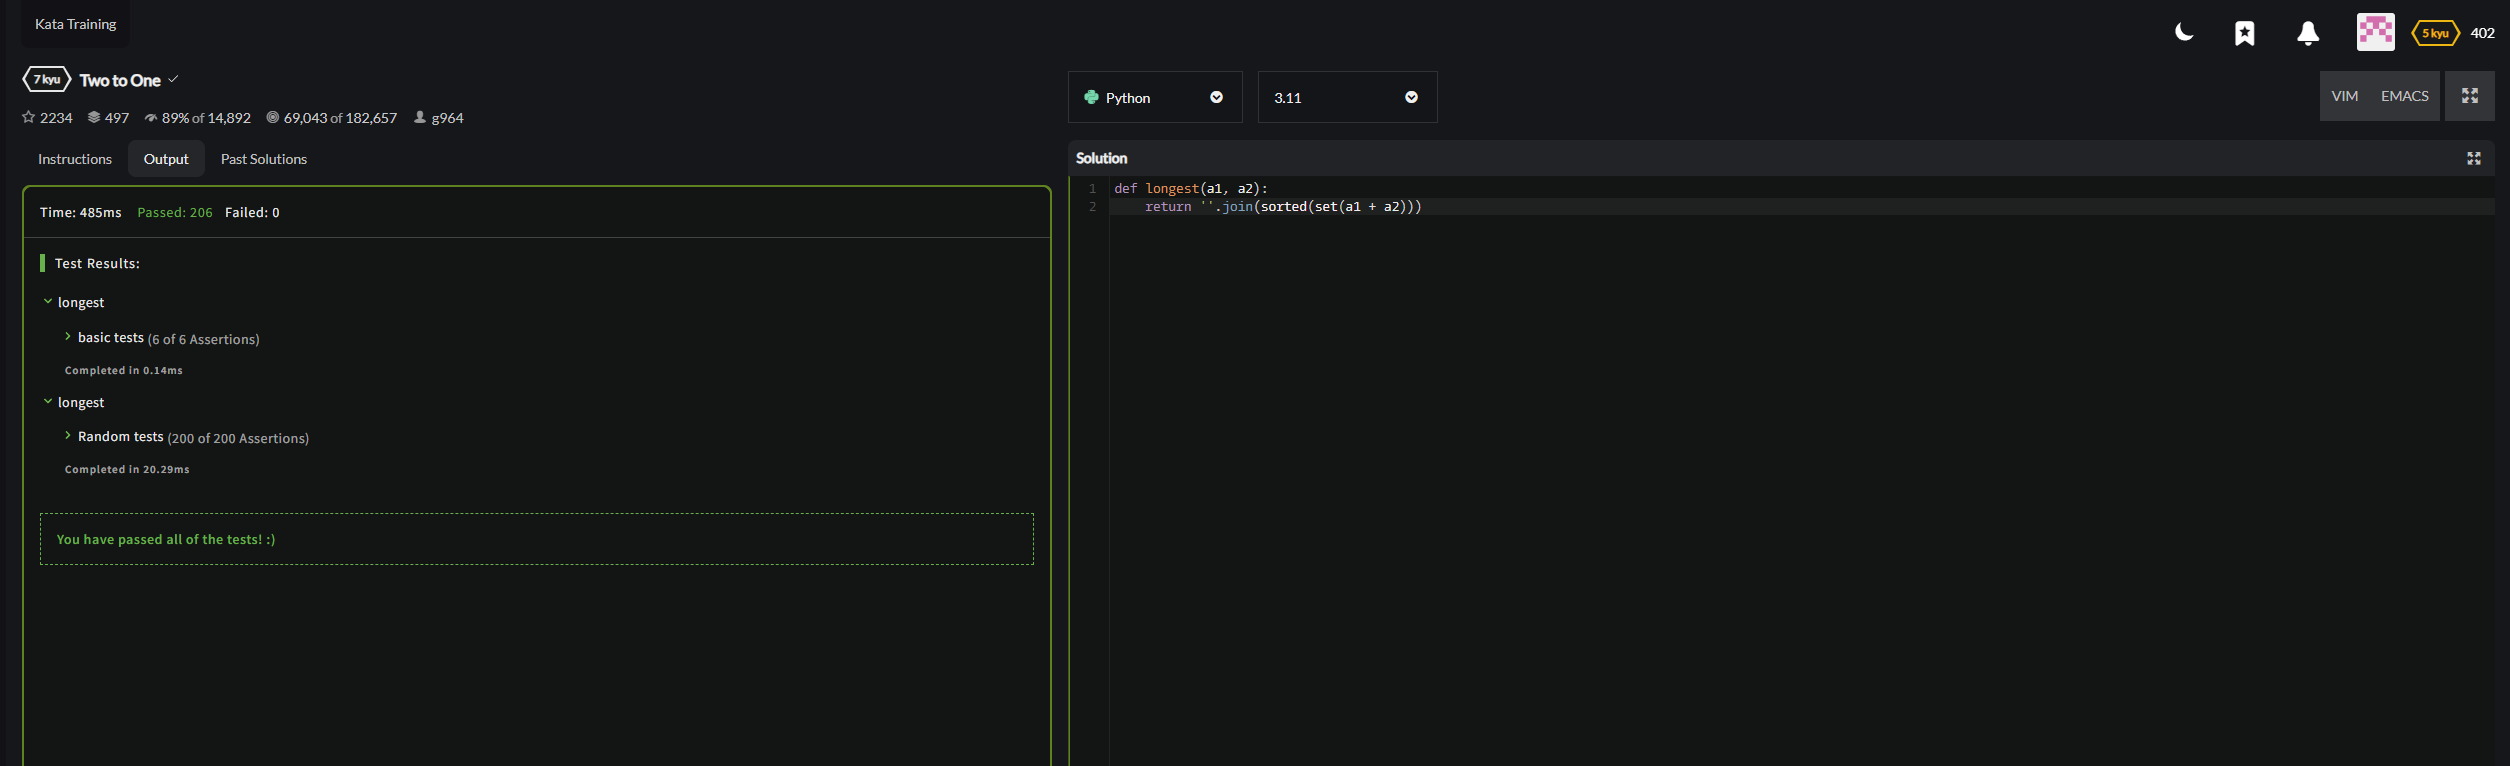 Kata Training
5 kyu 402
7 kyu Two to One
2234 497 89% of 14,892 69,043 of 182,657 g964
Python 3.11
VIM EMACS
Instructions Output Past Solutions
Time: 485ms Passed: 206 Failed: 0
Test Results:
longest
basic tests (6 of 6 Assertions)
Completed in 0.14ms
longest
Random tests (200 of 200 Assertions)
Completed in 20.29ms
You have passed all of the tests! :)
Solution
1 def longest(a1, a2):
2     return ''.join(sorted(set(a1 + a2)))